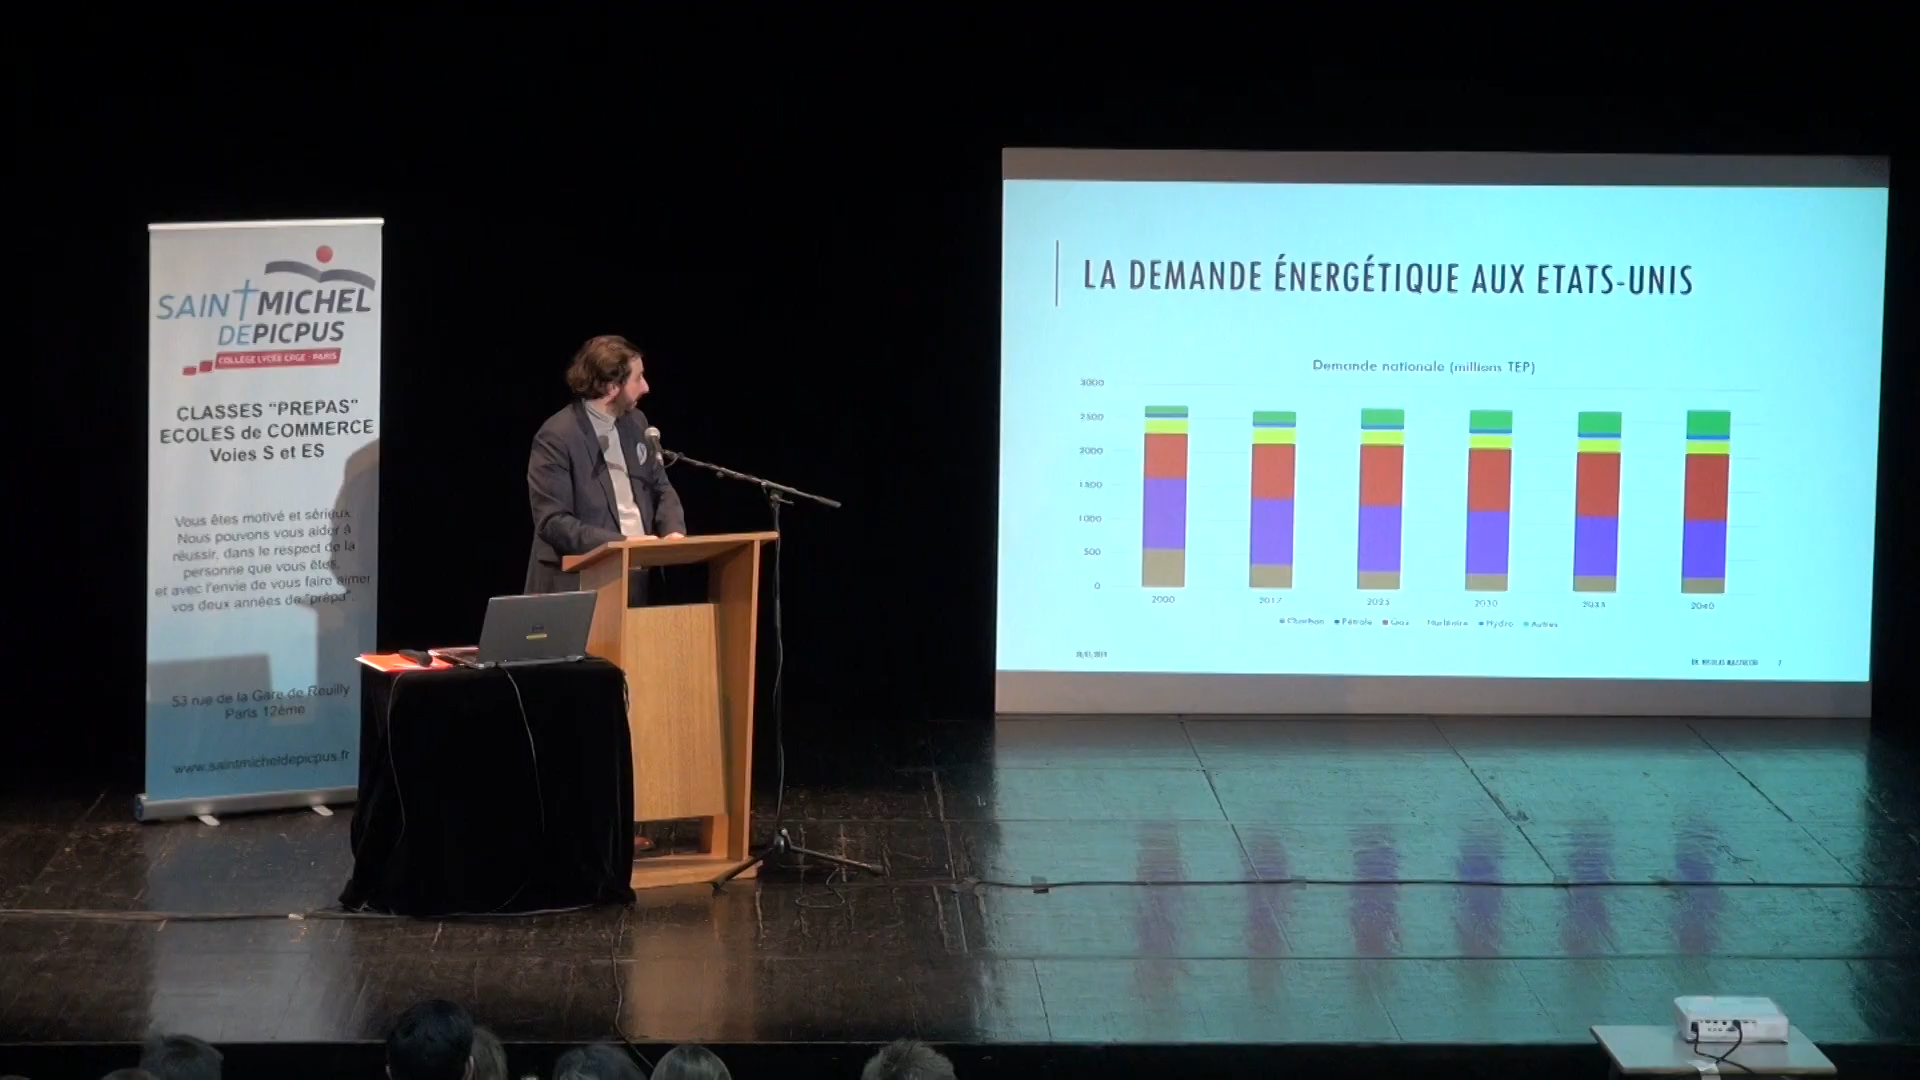 SAINT MICHEL
DEPICPUS
COLLEGE LYCÉE CPGE - PARIS
CLASSES "PREPAS"
ECOLES de COMMERCE
Voies S et ES
Vous êtes motivé et sérieux
Nous pouvons vous aider à
réussir, dans le respect de la
personne que vous êtes,
et avec l'envie de vous faire aimer
vos deux années de "prépa".
53 rue de la Gare de Reuilly
Paris 12ème
www.saintmicheldepicpus.fr
LA DEMANDE ÉNERGÉTIQUE AUX ETATS-UNIS
Demande nationale (millions TEP)
3000
2500
2000
1500
1000
500
0
2000 2017 2025 2030 2035 2040
Charbon Pétrole Gaz Nucléaire Hydro Autres
7